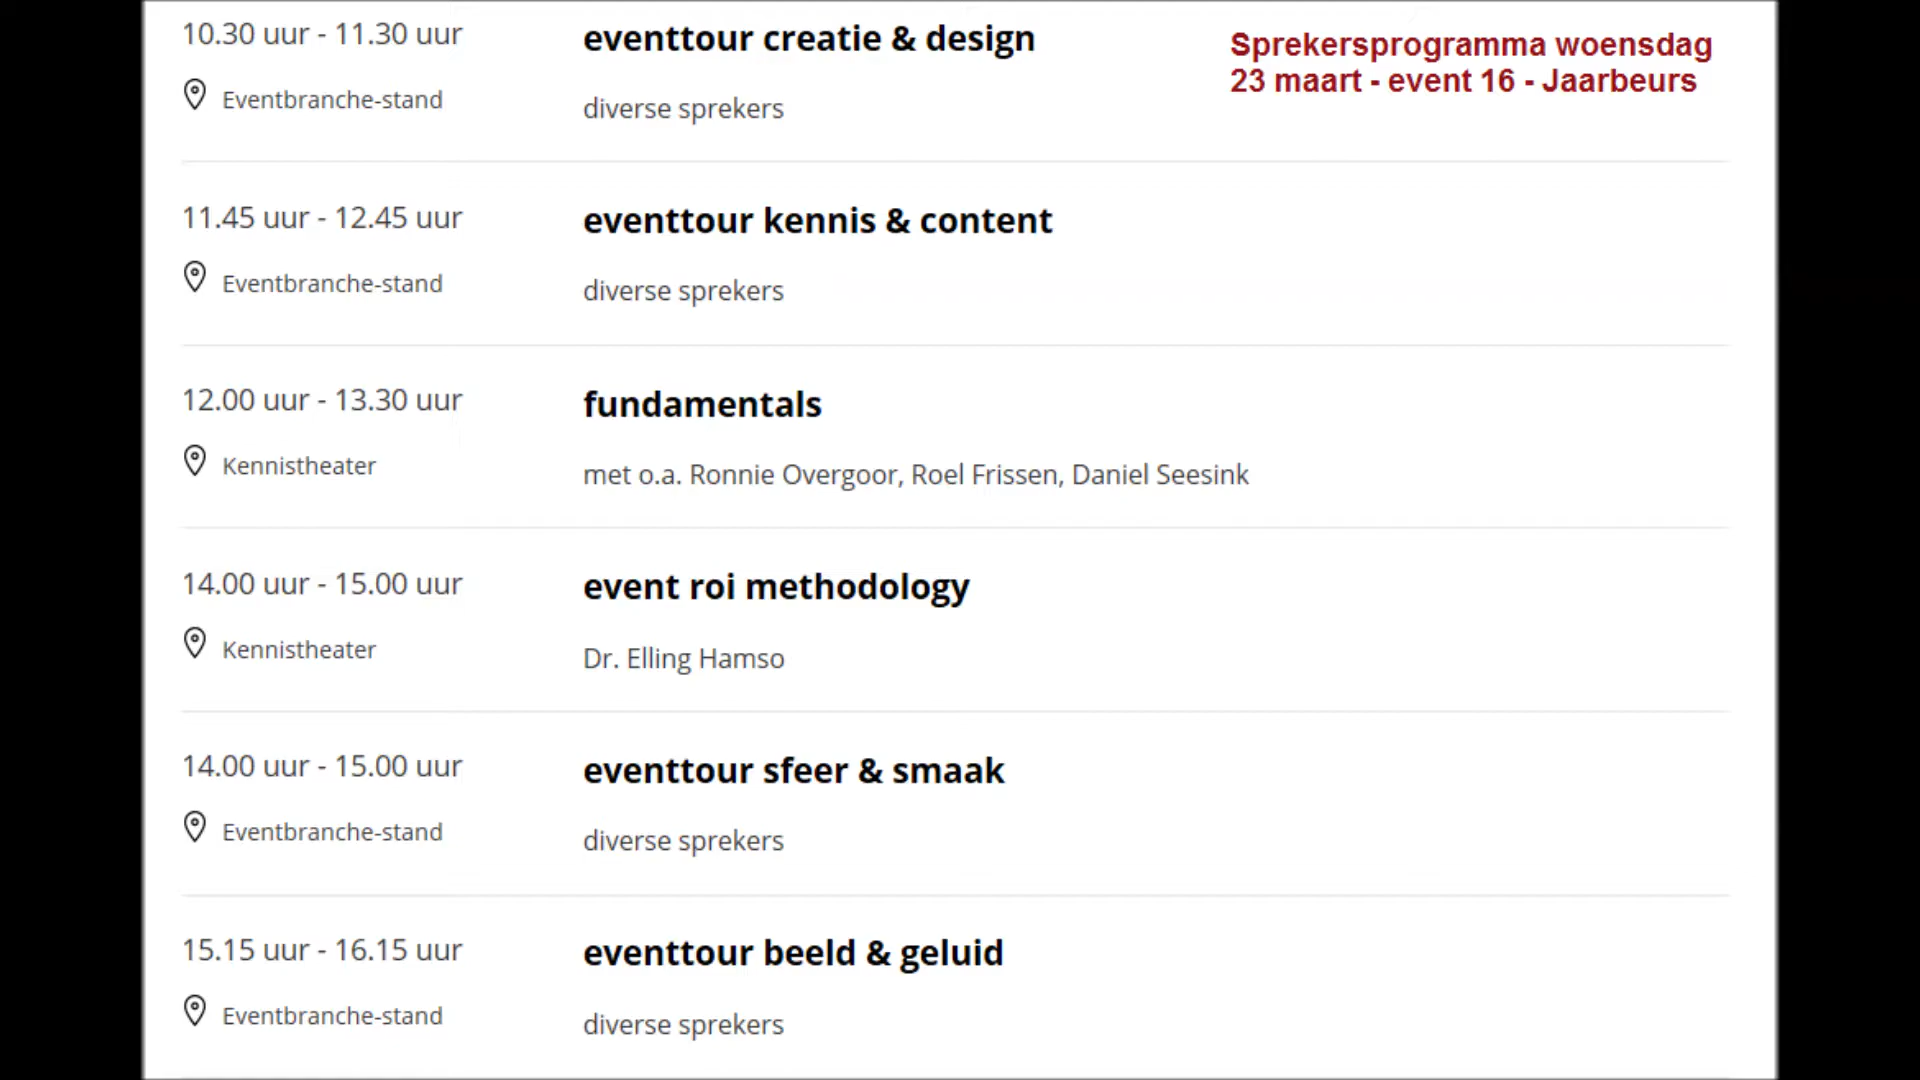 10.30 uur - 11.30 uur
eventtour creatie & design
Sprekersprogramma woensdag
23 maart - event 16 - Jaarbeurs
Eventbranche-stand
diverse sprekers
11.45 uur - 12.45 uur
eventtour kennis & content
Eventbranche-stand
diverse sprekers
12.00 uur - 13.30 uur
fundamentals
Kennistheater
met o.a. Ronnie Overgoor, Roel Frissen, Daniel Seesink
14.00 uur - 15.00 uur
event roi methodology
Kennistheater
Dr. Elling Hamso
14.00 uur - 15.00 uur
eventtour sfeer & smaak
Eventbranche-stand
diverse sprekers
15.15 uur - 16.15 uur
eventtour beeld & geluid
Eventbranche-stand
diverse sprekers